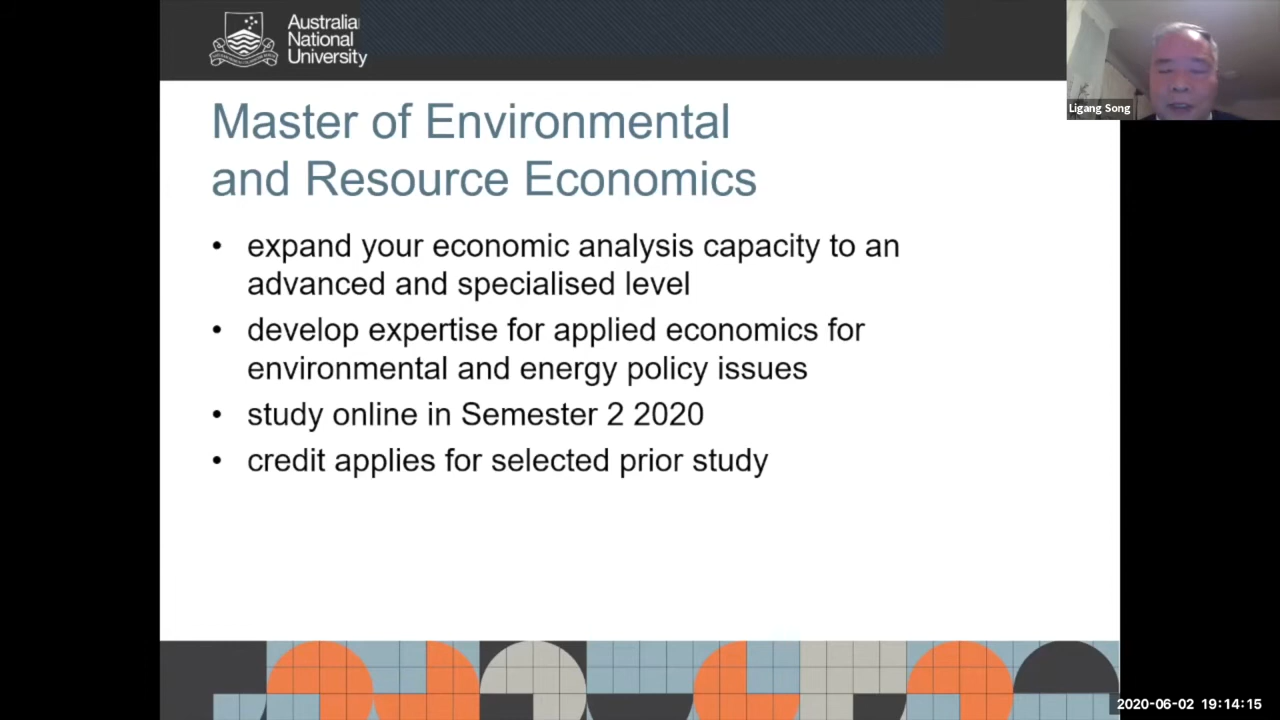 Australian
National
University
Ligang Song
Master of Environmental
and Resource Economics
• expand your economic analysis capacity to an
advanced and specialised level
• develop expertise for applied economics for
environmental and energy policy issues
• study online in Semester 2 2020
• credit applies for selected prior study
2020-06-02 19:14:15